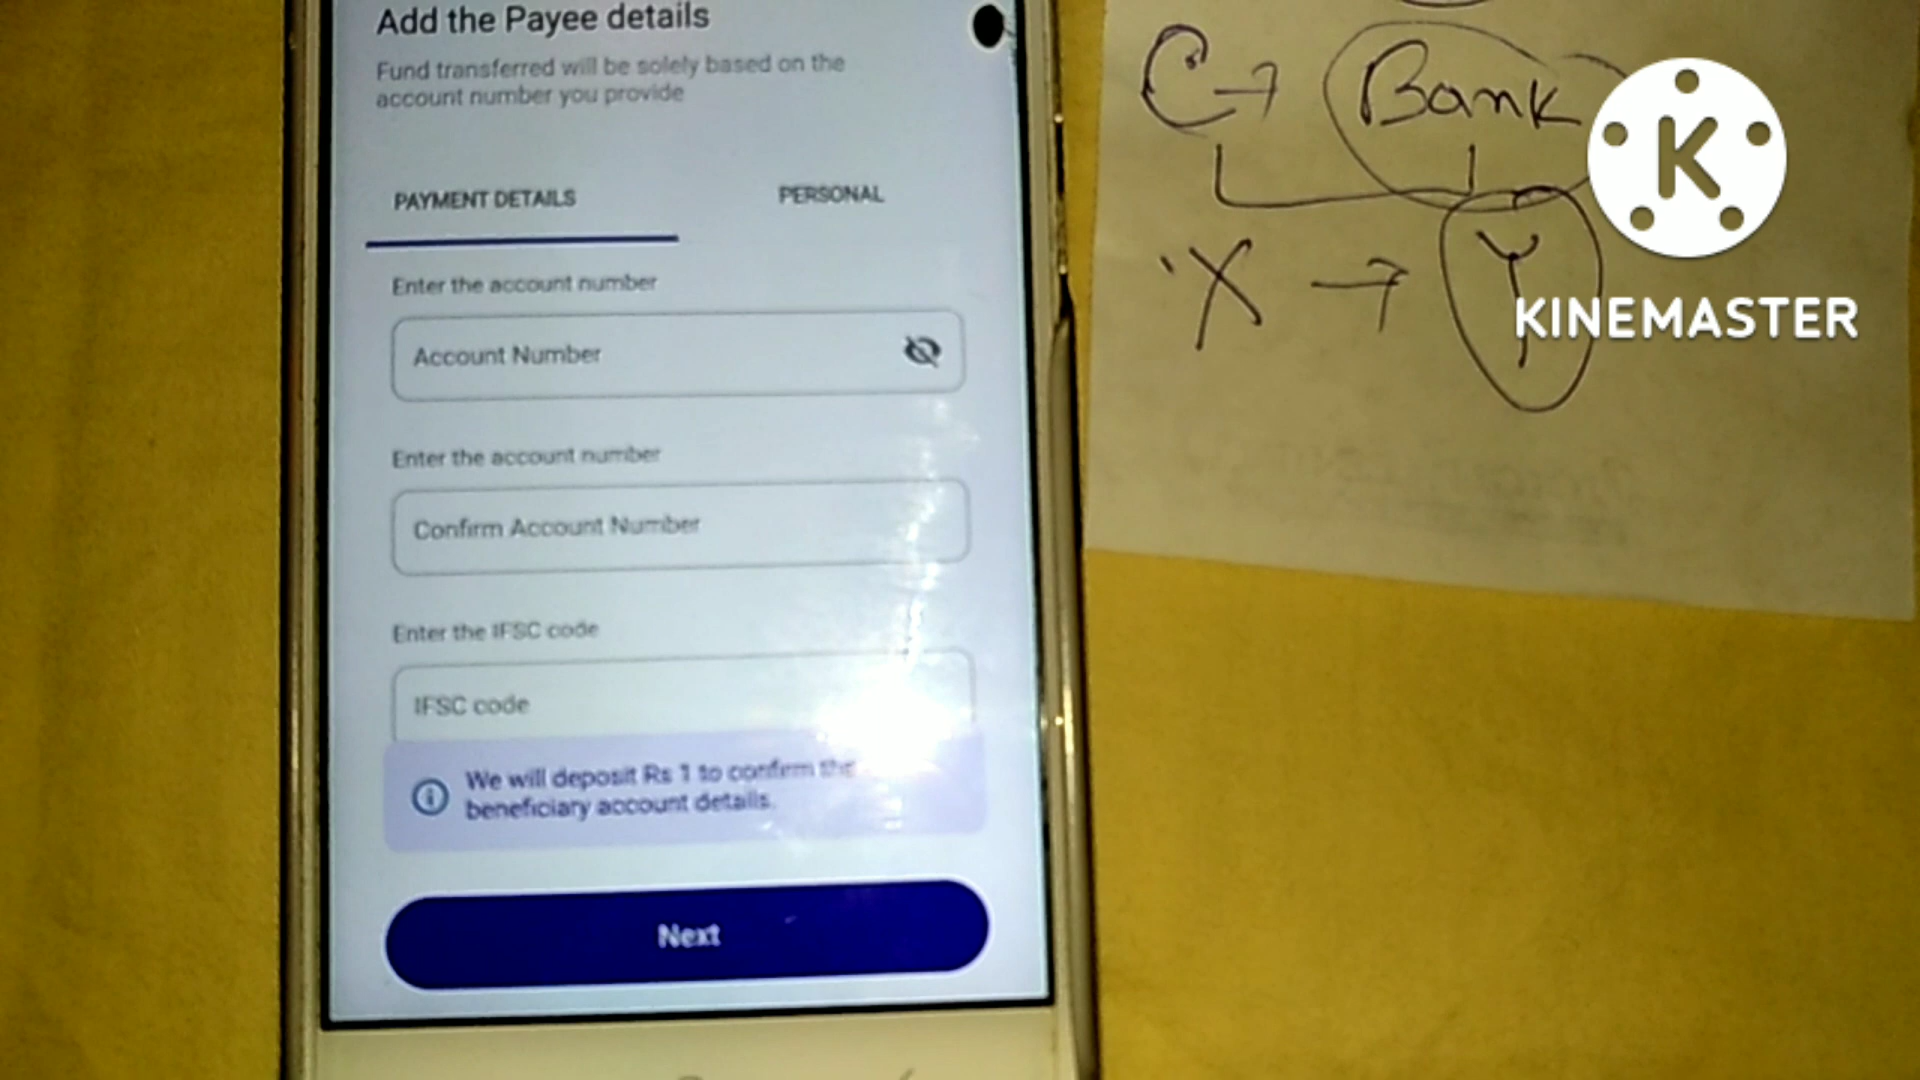 Add the Payee details
Fund transferred will be solely based on the
account number you provide
PAYMENT DETAILS
PERSONAL
Enter the account number
Account Number
Enter the account number
Confirm Account Number
Enter the IFSC code
IFSC code
We will deposit Rs 1 to confirm the
beneficiary account details.
Next
C → Bank
X → Y
K
KINEMASTER